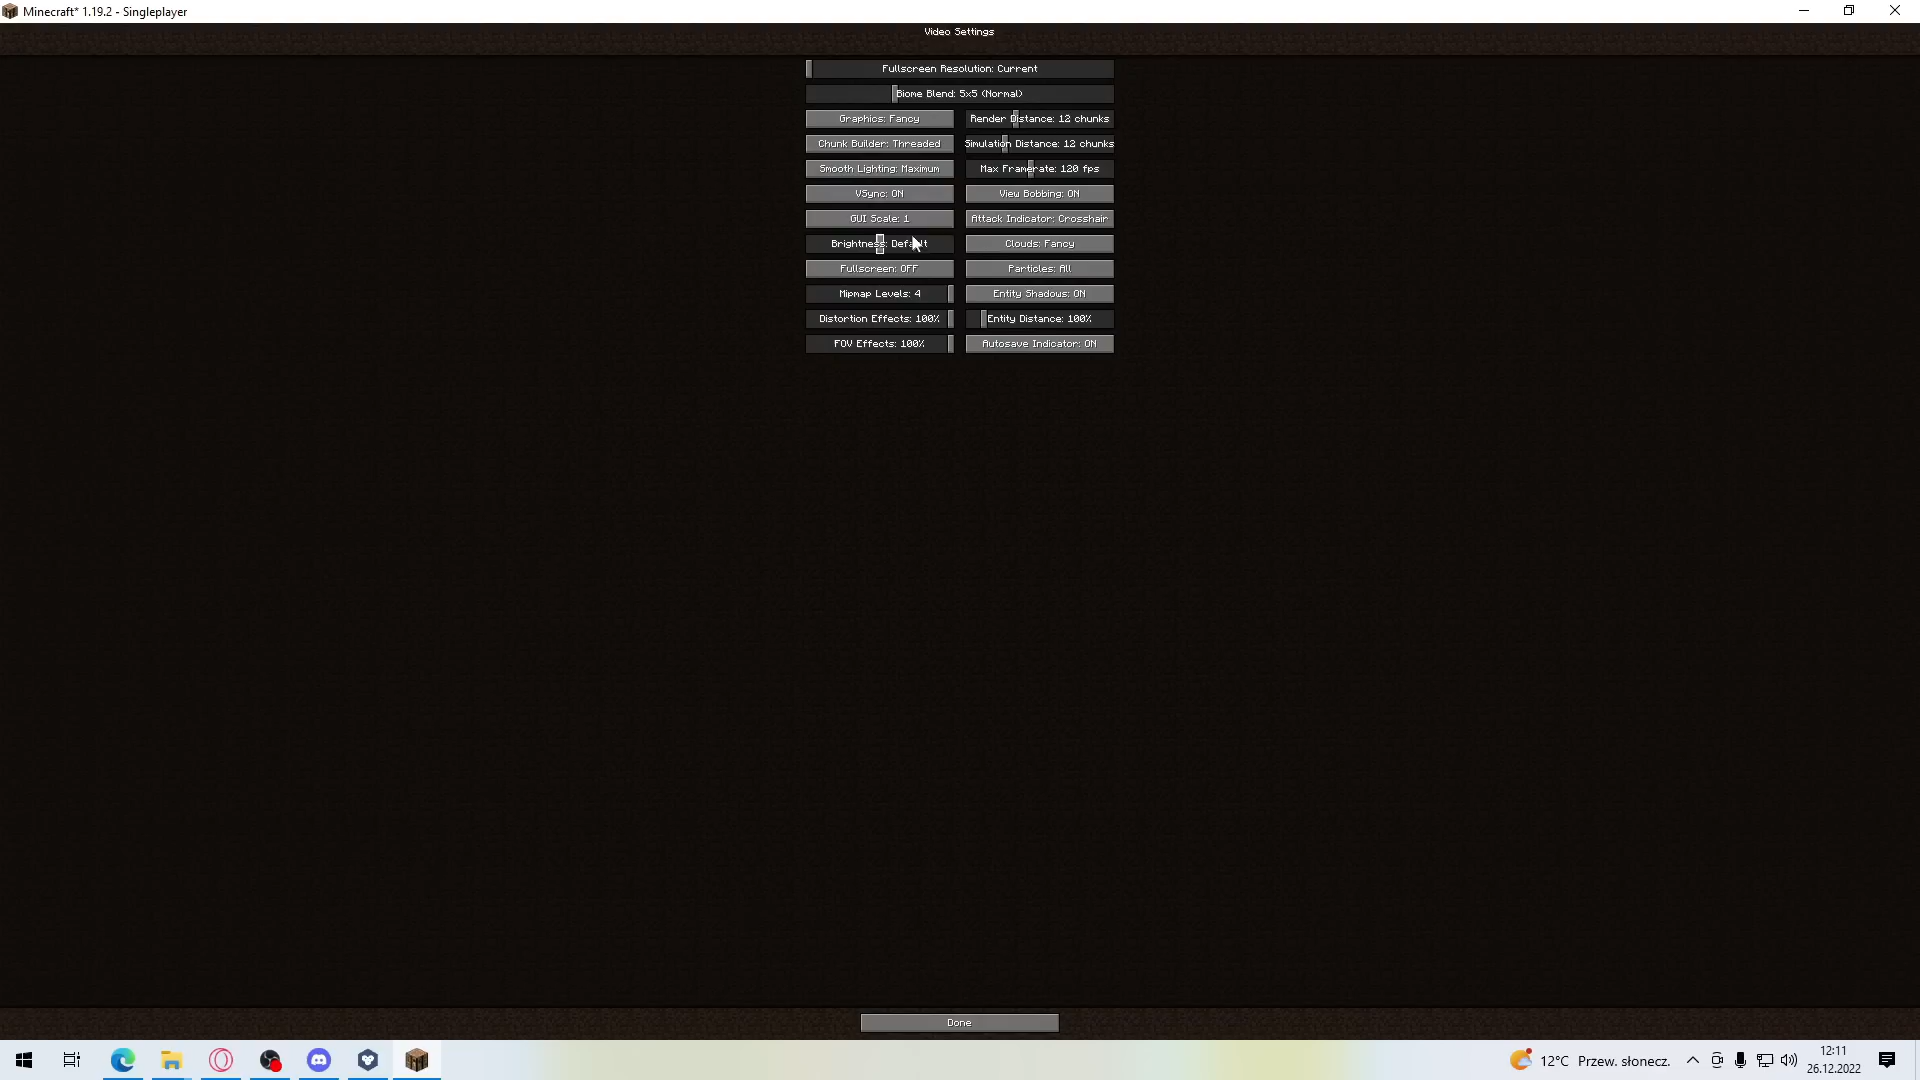 Minecraft* 1.19.2 - Singleplayer
Video Settings
Fullscreen Resolution: Current
Biome Blend: 5x5 (Normal)
Graphics: Fancy
Render Distance: 12 chunks
Chunk Builder: Threaded
Simulation Distance: 12 chunks
Smooth Lighting: Maximum
Max Framerate: 120 fps
VSync: ON
View Bobbing: ON
GUI Scale: 1
Attack Indicator: Crosshair
Brightness: Default
Clouds: Fancy
Fullscreen: OFF
Particles: All
Mipmap Levels: 4
Entity Shadows: ON
Distortion Effects: 100%
Entity Distance: 100%
FOV Effects: 100%
Autosave Indicator: ON
Done
12°C Przew. słonecz.
12:11
26.12.2022